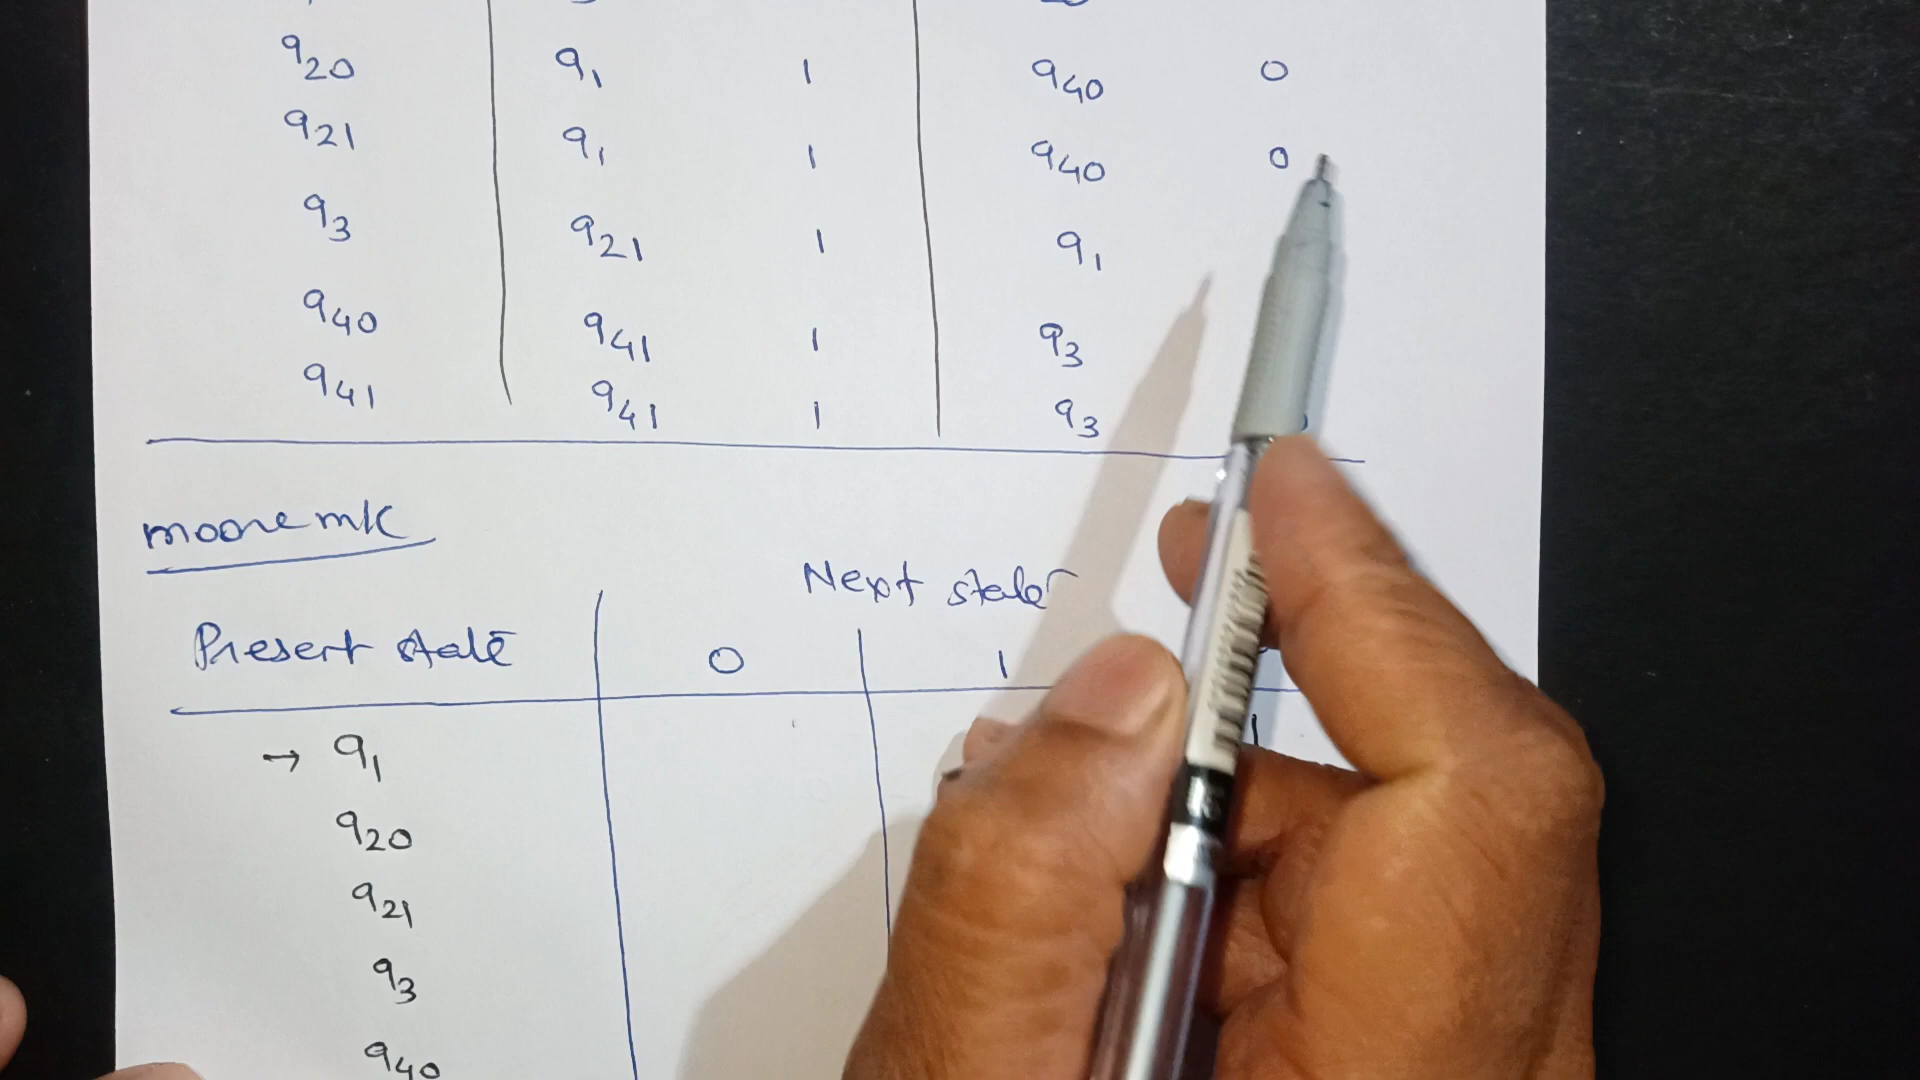 q20 q1 1 q40 0
q21 q1 1 q40 0
q3 q21 1 q1
q40 q41 1 q3
q41 q41 1 q3
moore m/c
Next state
Present state 0 1
→ q1 1
q20
q21
q3
q40